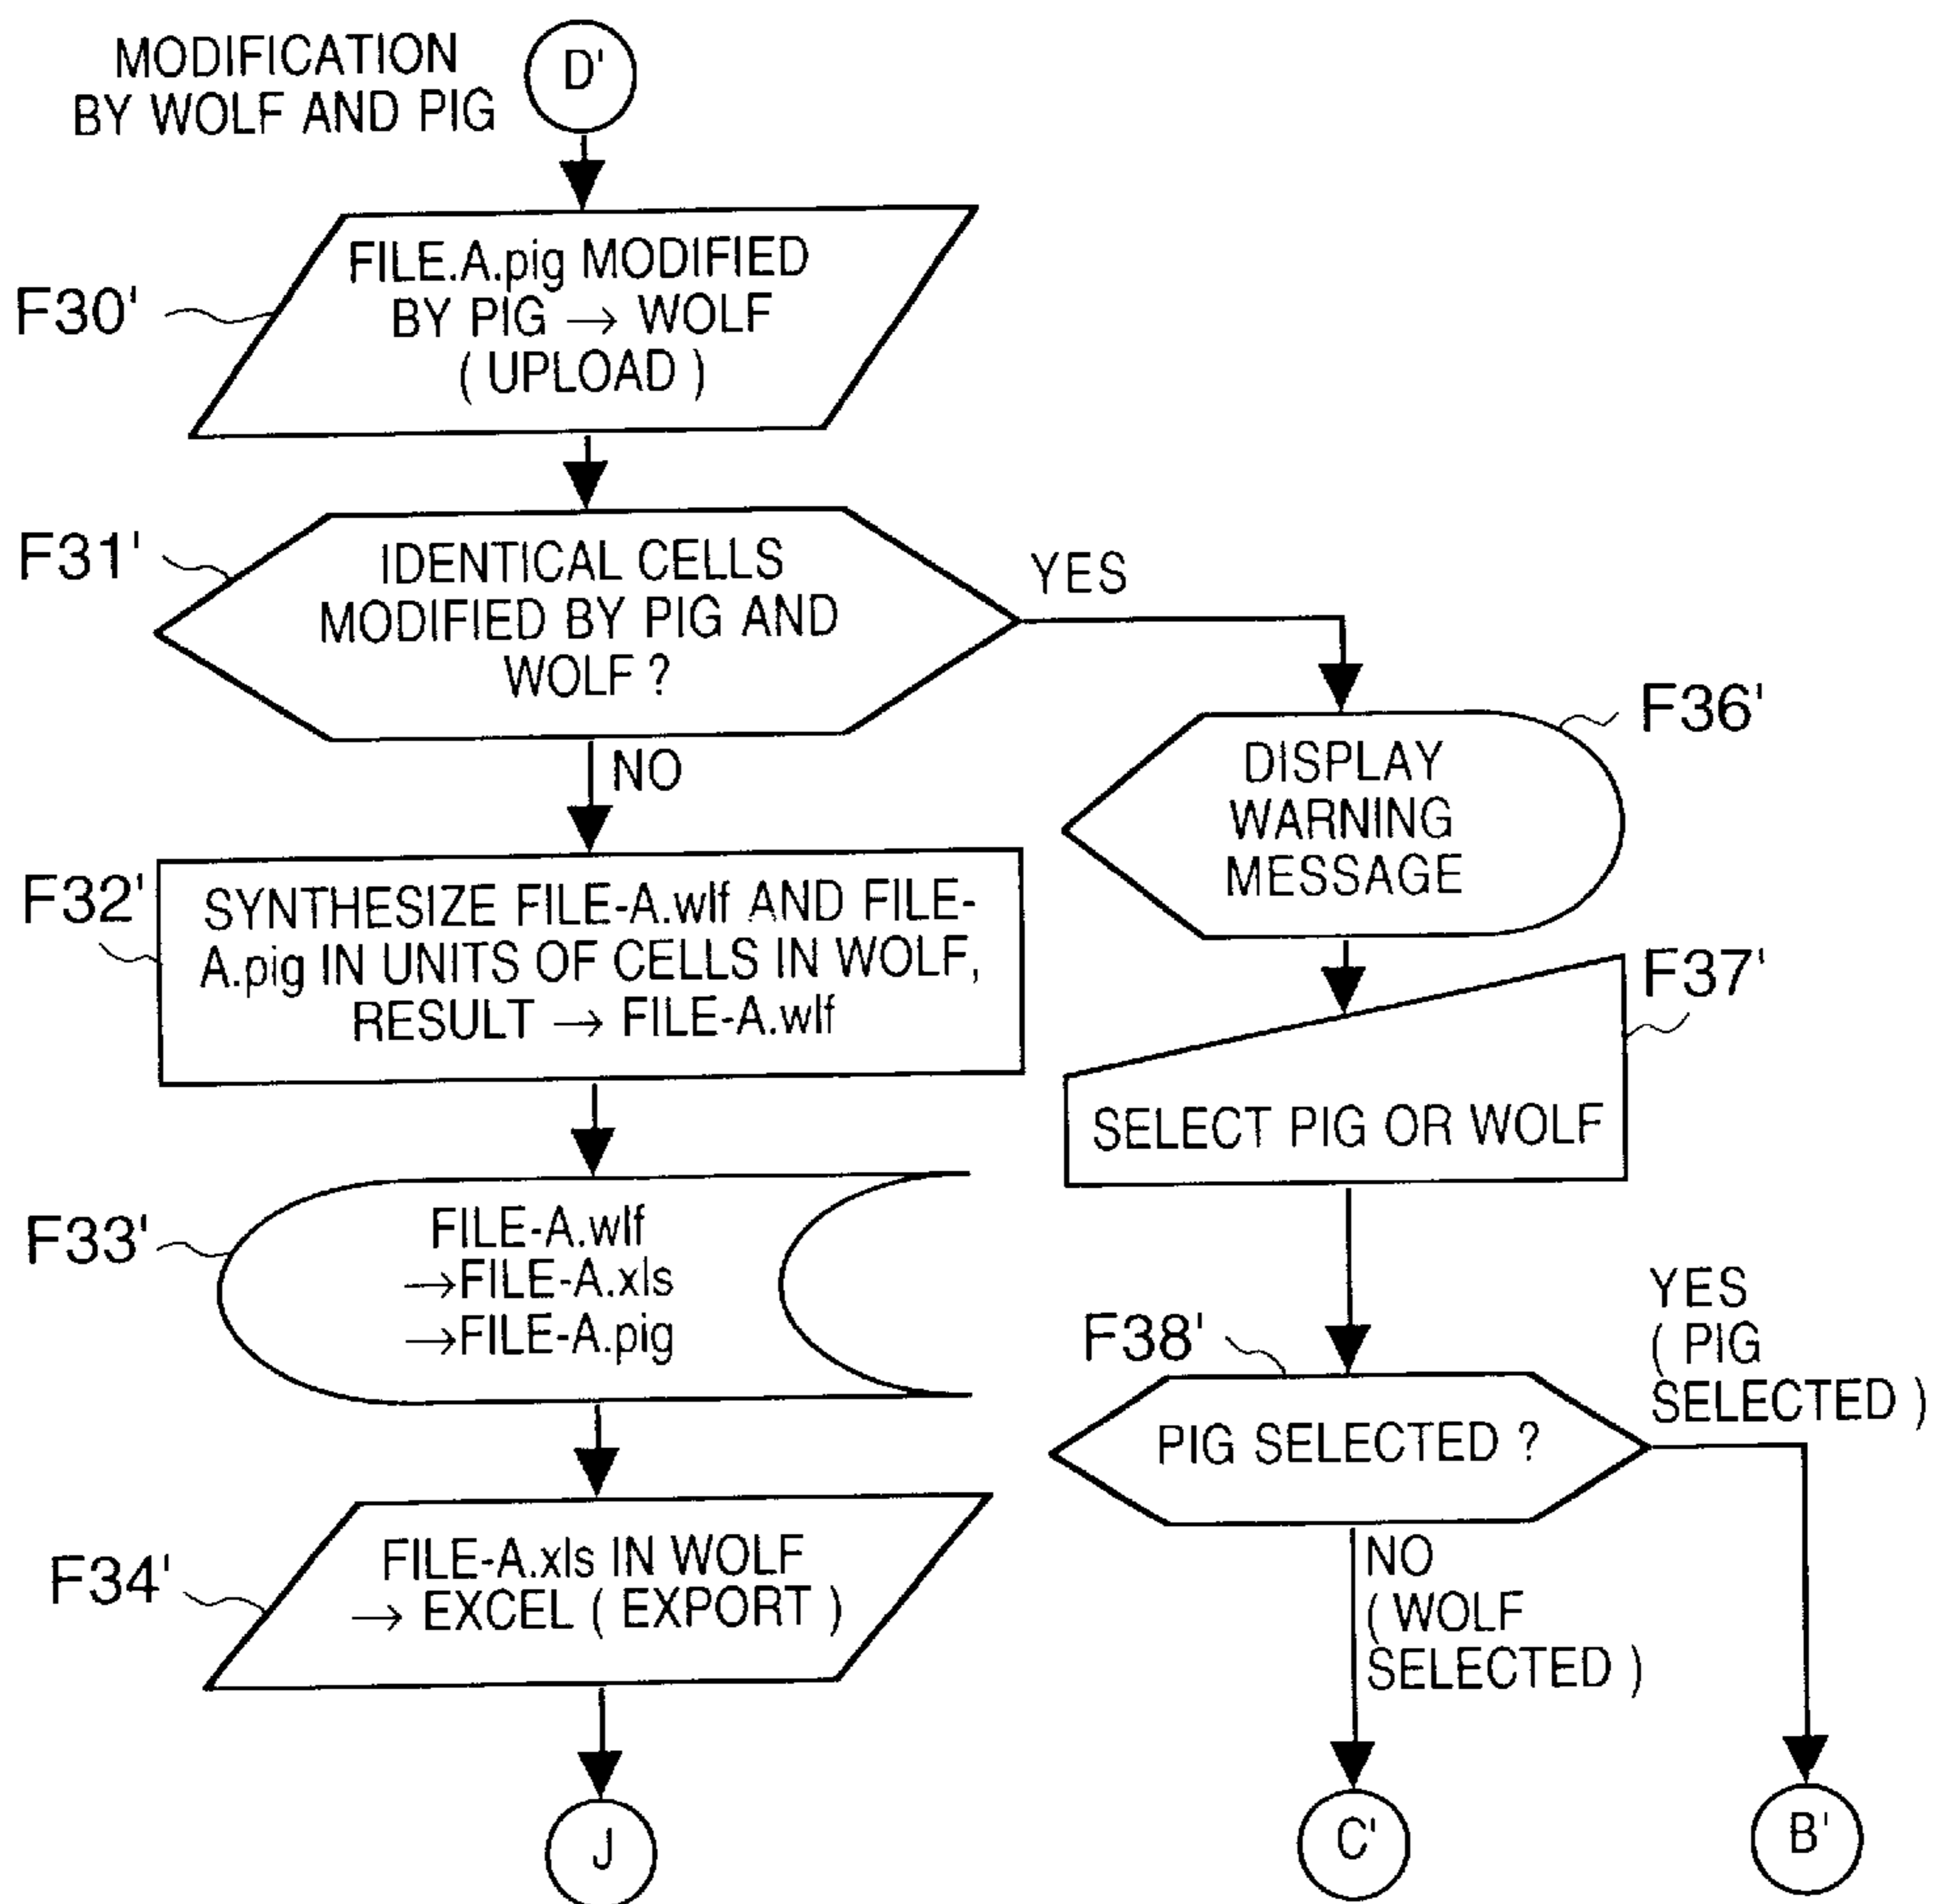 MODIFICATION
BY WOLF AND PIG
D'
F30'
FILE.A.pig MODIFIED
BY PIG → WOLF
( UPLOAD )
F31'
IDENTICAL CELLS
MODIFIED BY PIG AND
WOLF ?
YES
NO
F36'
DISPLAY
WARNING
MESSAGE
F32'
SYNTHESIZE FILE-A.wlf AND FILE-
A.pig IN UNITS OF CELLS IN WOLF,
RESULT → FILE-A.wlf
F37'
SELECT PIG OR WOLF
F33'
FILE-A.wlf
→FILE-A.xls
→FILE-A.pig
F38'
PIG SELECTED ?
YES
( PIG
SELECTED )
NO
( WOLF
SELECTED )
F34'
FILE-A.xls IN WOLF
→ EXCEL ( EXPORT )
J
C'
B'